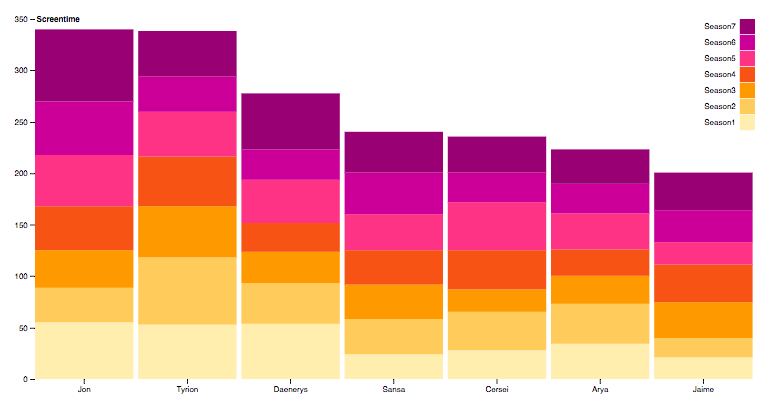 Screentime
350
300
250
200
150
100
50
0
Jon Tyrion Daenerys Sansa Cersei Arya Jaime
Season7
Season6
Season5
Season4
Season3
Season2
Season1